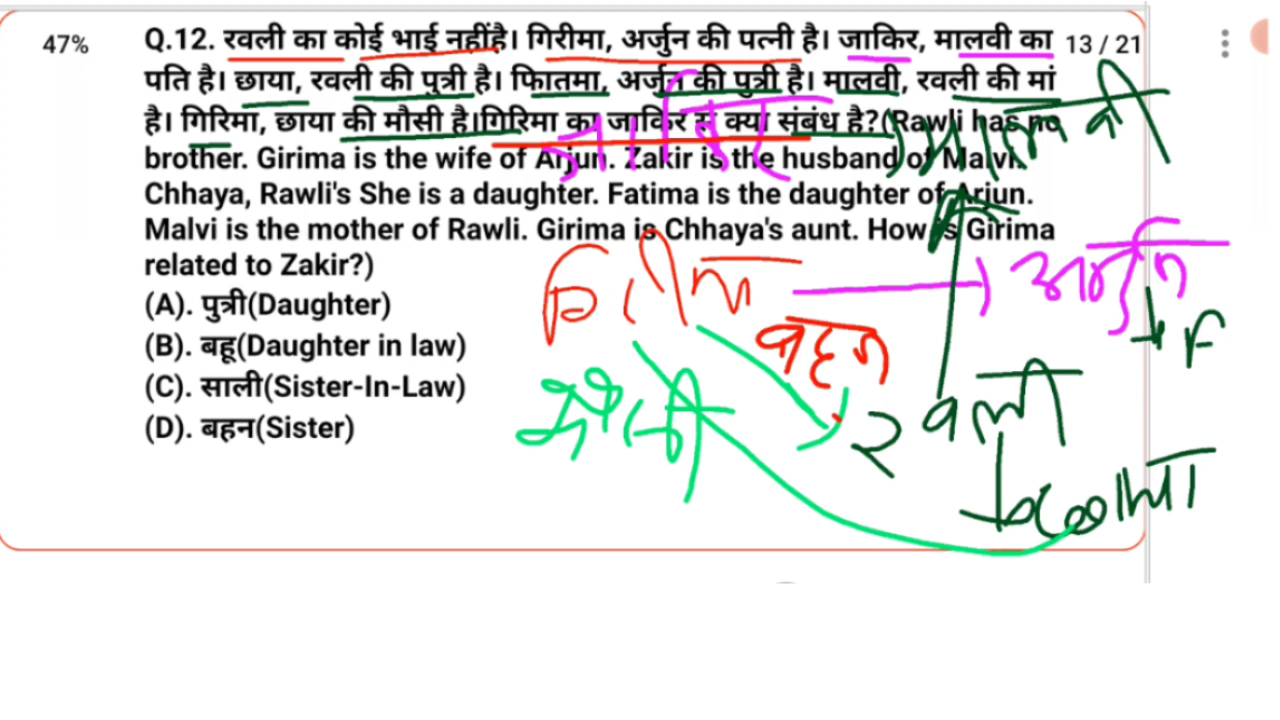 47%
Q.12. रवली का कोई भाई नहींहै। गिरीमा, अर्जुन की पत्नी है। जाकिर, मालवी का 13 / 21
पति है। छाया, रवली की पुत्री है। फातिमा, अर्जुन की पुत्री है। मालवी, रवली की मां
है। गिरिमा, छाया की मौसी है।गिरिमा का जाकिर से क्या संबंध है?(Rawli has no
brother. Girima is the wife of Arjun. Zakir is the husband of Malvi.
Chhaya, Rawli's She is a daughter. Fatima is the daughter of Arjun.
Malvi is the mother of Rawli. Girima is Chhaya's aunt. How is Girima
related to Zakir?)
(A). पुत्री(Daughter)
(B). बहू(Daughter in law)
(C). साली(Sister-In-Law)
(D). बहन(Sister)
जाकिर
मालवी
अर्जुन
F
बहन
रवली
मौसी